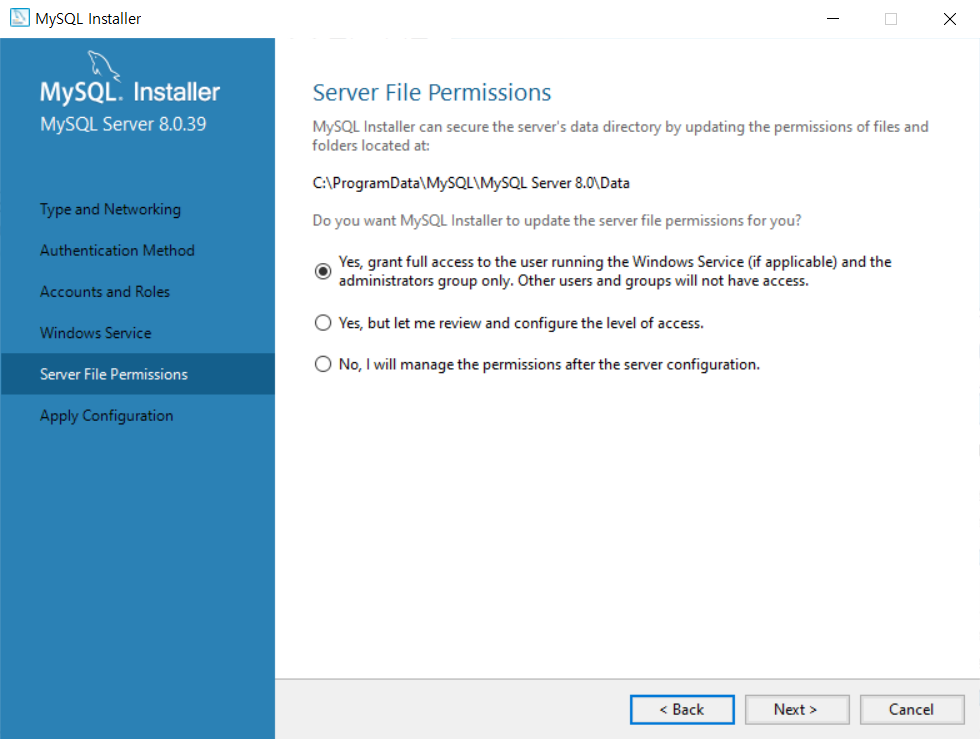 MySQL Installer
MySQL. Installer
MySQL Server 8.0.39
Type and Networking
Authentication Method
Accounts and Roles
Windows Service
Server File Permissions
Apply Configuration
Server File Permissions
MySQL Installer can secure the server's data directory by updating the permissions of files and
folders located at:
C:\ProgramData\MySQL\MySQL Server 8.0\Data
Do you want MySQL Installer to update the server file permissions for you?
Yes, grant full access to the user running the Windows Service (if applicable) and the
administrators group only. Other users and groups will not have access.
Yes, but let me review and configure the level of access.
No, I will manage the permissions after the server configuration.
< Back
Next >
Cancel